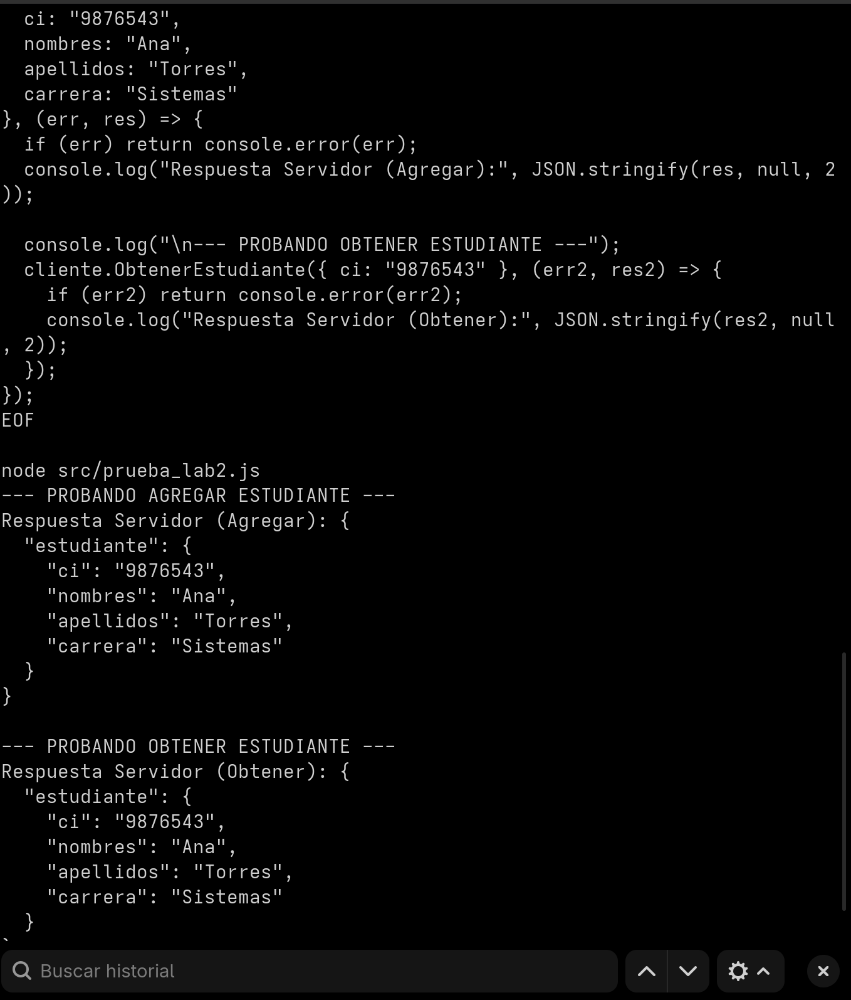 ci: "9876543",
  nombres: "Ana",
  apellidos: "Torres",
  carrera: "Sistemas"
}, (err, res) => {
  if (err) return console.error(err);
  console.log("Respuesta Servidor (Agregar):", JSON.stringify(res, null, 2
));

  console.log("\n--- PROBANDO OBTENER ESTUDIANTE ---");
  cliente.ObtenerEstudiante({ ci: "9876543" }, (err2, res2) => {
    if (err2) return console.error(err2);
    console.log("Respuesta Servidor (Obtener):", JSON.stringify(res2, null
, 2));
  });
});
EOF

node src/prueba_lab2.js
--- PROBANDO AGREGAR ESTUDIANTE ---
Respuesta Servidor (Agregar): {
  "estudiante": {
    "ci": "9876543",
    "nombres": "Ana",
    "apellidos": "Torres",
    "carrera": "Sistemas"
  }
}

--- PROBANDO OBTENER ESTUDIANTE ---
Respuesta Servidor (Obtener): {
  "estudiante": {
    "ci": "9876543",
    "nombres": "Ana",
    "apellidos": "Torres",
    "carrera": "Sistemas"
  }
Buscar historial